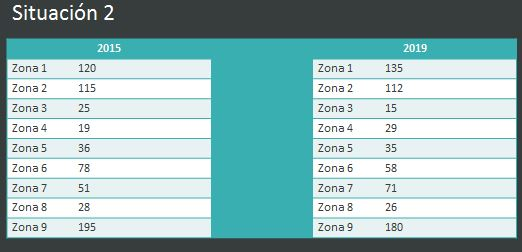 Situación 2
2015 2019
Zona 1 120 Zona 1 135
Zona 2 115 Zona 2 112
Zona 3 25 Zona 3 15
Zona 4 19 Zona 4 29
Zona 5 36 Zona 5 35
Zona 6 78 Zona 6 58
Zona 7 51 Zona 7 71
Zona 8 28 Zona 8 26
Zona 9 195 Zona 9 180